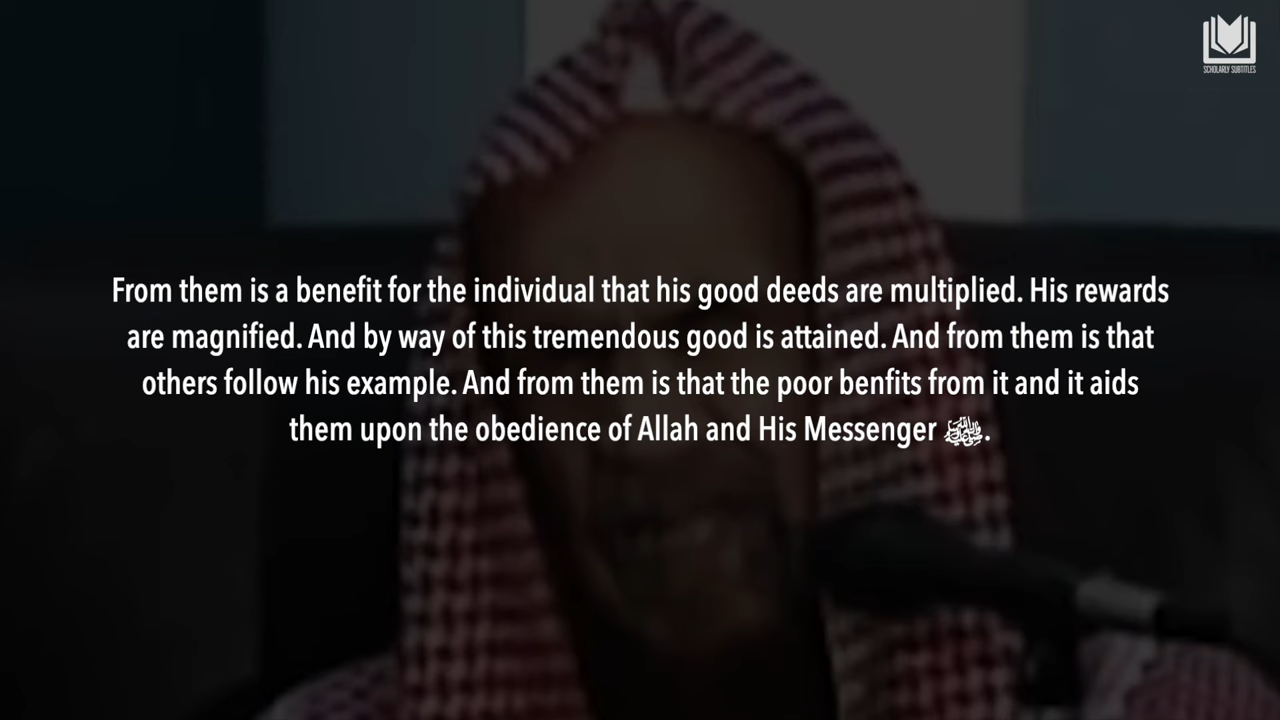 SCHOLARLY SUBTITLES
From them is a benefit for the individual that his good deeds are multiplied. His rewards
are magnified. And by way of this tremendous good is attained. And from them is that
others follow his example. And from them is that the poor benfits from it and it aids
them upon the obedience of Allah and His Messenger ﷺ.